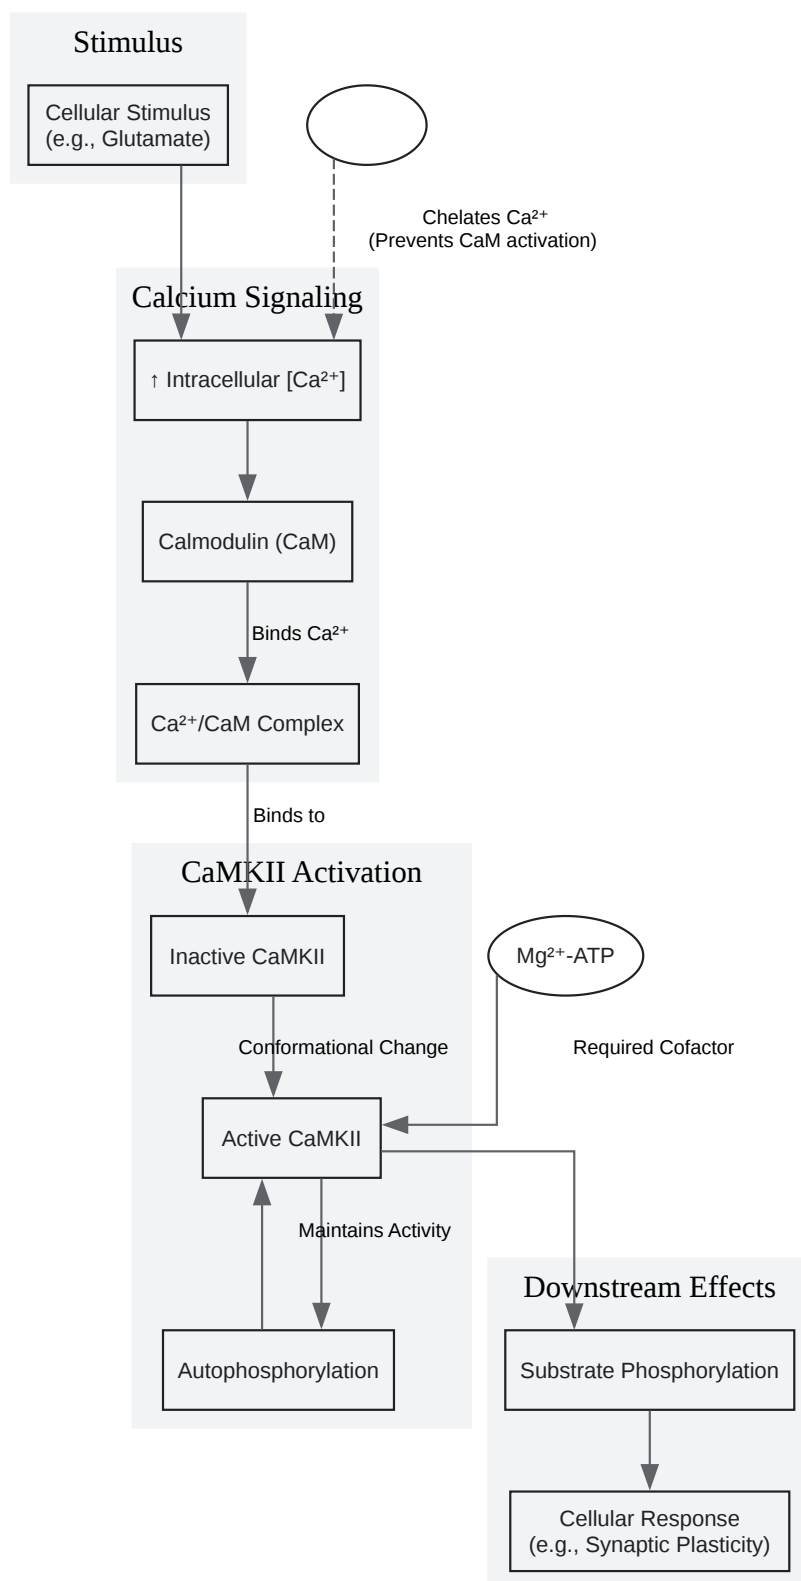 Stimulus
Cellular Stimulus
(e.g., Glutamate)
Chelates Ca²⁺
(Prevents CaM activation)
Calcium Signaling
↑ Intracellular [Ca²⁺]
Calmodulin (CaM)
Binds Ca²⁺
Ca²⁺/CaM Complex
Binds to
CaMKII Activation
Inactive CaMKII
Mg²⁺-ATP
Conformational Change
Required Cofactor
Active CaMKII
Maintains Activity
Autophosphorylation
Downstream Effects
Substrate Phosphorylation
Cellular Response
(e.g., Synaptic Plasticity)